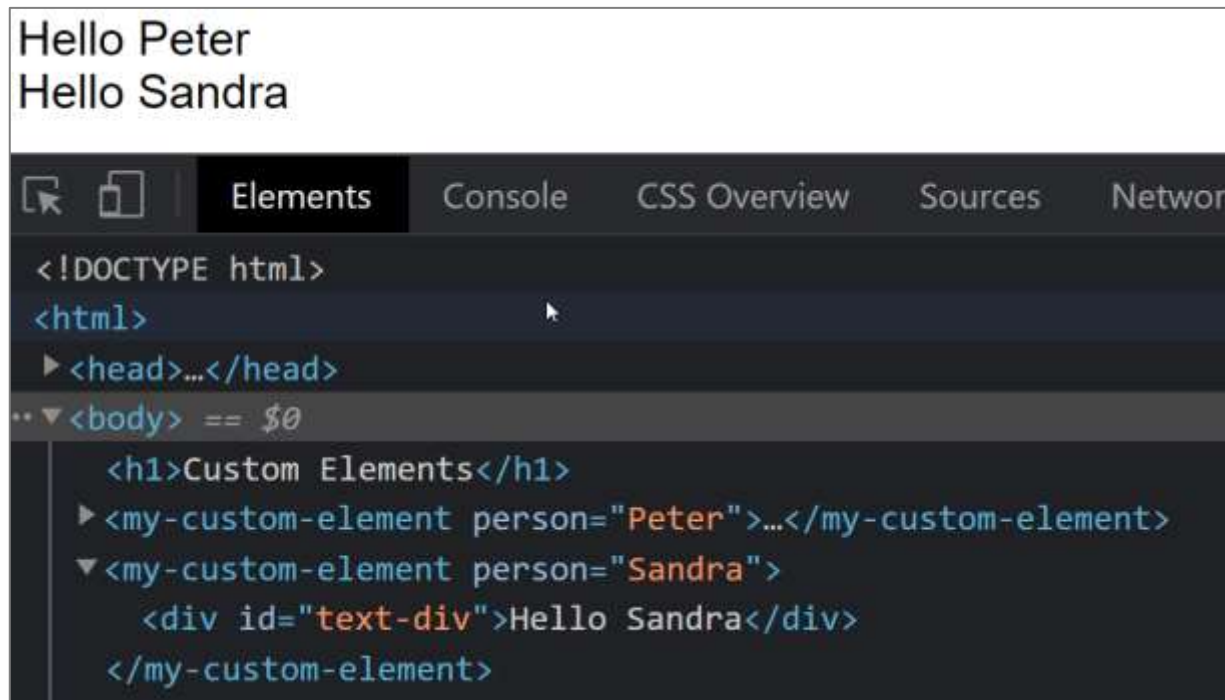 Hello Peter
Hello Sandra
Elements Console CSS Overview Sources Networ
<!DOCTYPE html>
<html>
<head>…</head>
<body> == $0
<h1>Custom Elements</h1>
<my-custom-element person="Peter">…</my-custom-element>
<my-custom-element person="Sandra">
<div id="text-div">Hello Sandra</div>
</my-custom-element>